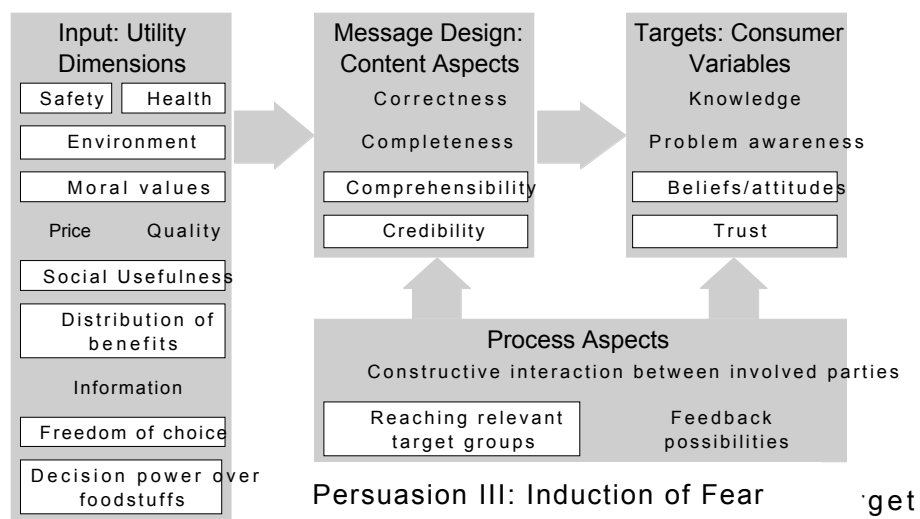 Input: Utility
Dimensions
Safety Health
Environment
Moral values
Price Quality
Social Usefulness
Distribution of
benefits
Information
Freedom of choice
Decision power over
foodstuffs
Message Design:
Content Aspects
Correctness
Completeness
Comprehensibility
Credibility
Targets: Consumer
Variables
Knowledge
Problem awareness
Beliefs/attitudes
Trust
Process Aspects
Constructive interaction between involved parties
Reaching relevant
target groups
Feedback
possibilities
Persuasion III: Induction of Fear